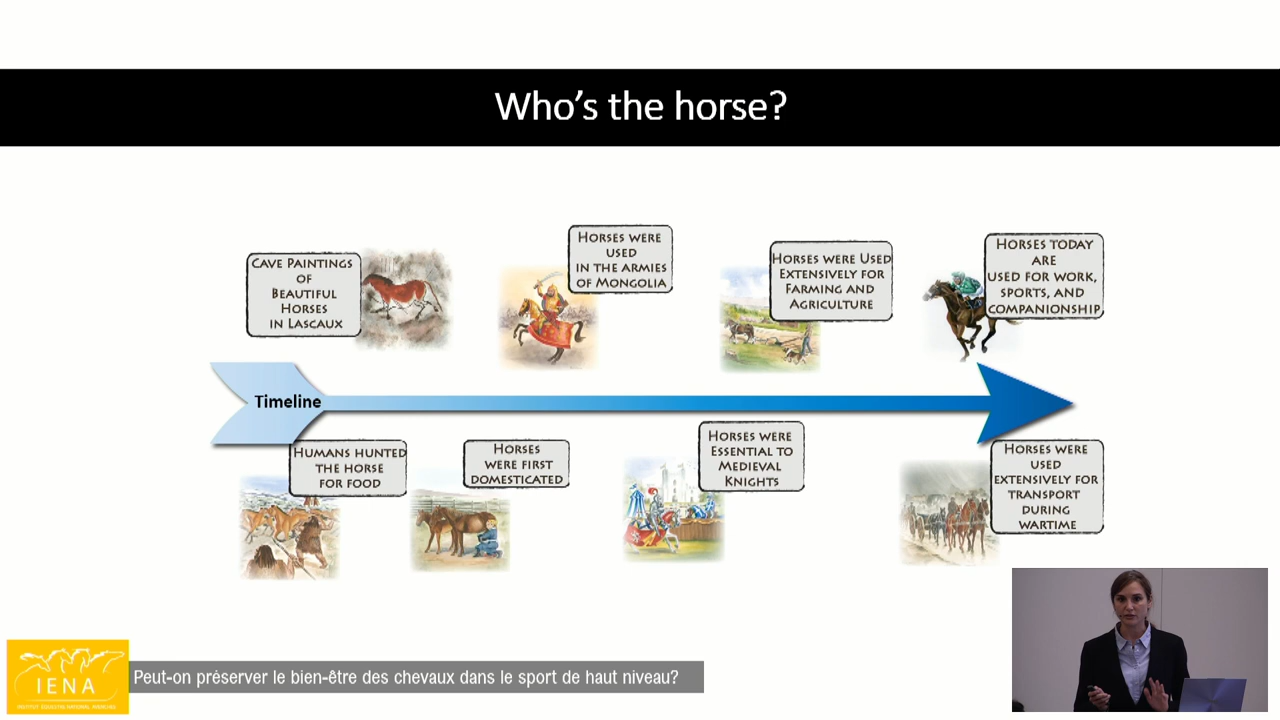 Who's the horse?
CAVE PAINTINGS
OF
BEAUTIFUL
HORSES
IN LASCAUX
HORSES WERE
USED
IN THE ARMIES
OF MONGOLIA
HORSES WERE USED
EXTENSIVELY FOR
FARMING AND
AGRICULTURE
HORSES TODAY
ARE
USED FOR WORK,
SPORTS, AND
COMPANIONSHIP
Timeline
HUMANS HUNTED
THE HORSE
FOR FOOD
HORSES
WERE FIRST
DOMESTICATED
HORSES WERE
ESSENTIAL TO
MEDIEVAL
KNIGHTS
HORSES WERE
USED
EXTENSIVELY FOR
TRANSPORT
DURING
WARTIME
IENA
Peut-on préserver le bien-être des chevaux dans le sport de haut niveau?